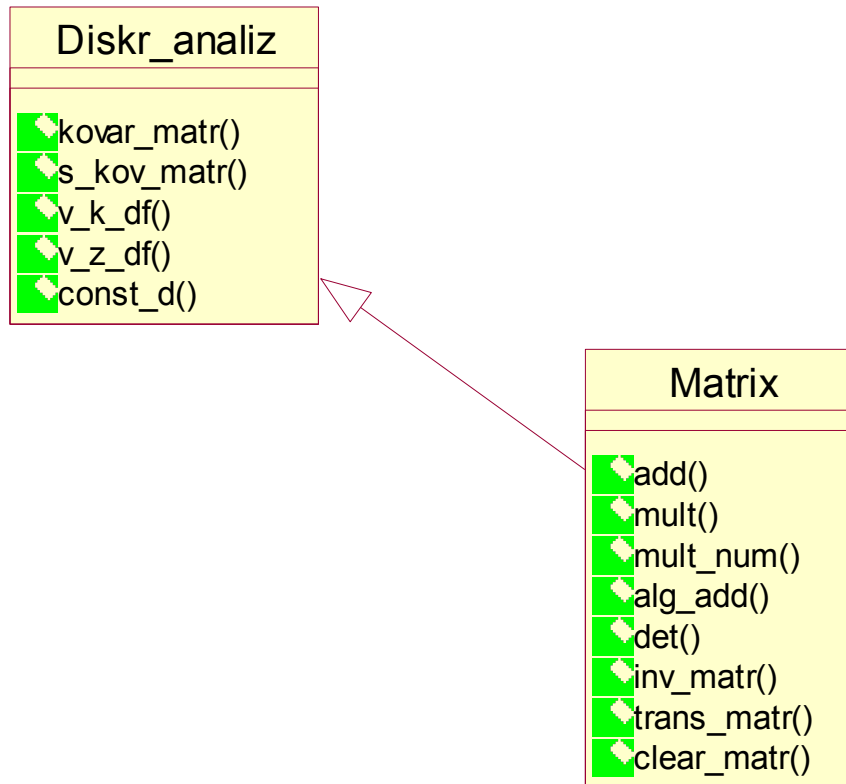 Diskr_analiz
kovar_matr()
s_kov_matr()
v_k_df()
v_z_df()
const_d()
Matrix
add()
mult()
mult_num()
alg_add()
det()
inv_matr()
trans_matr()
clear_matr()